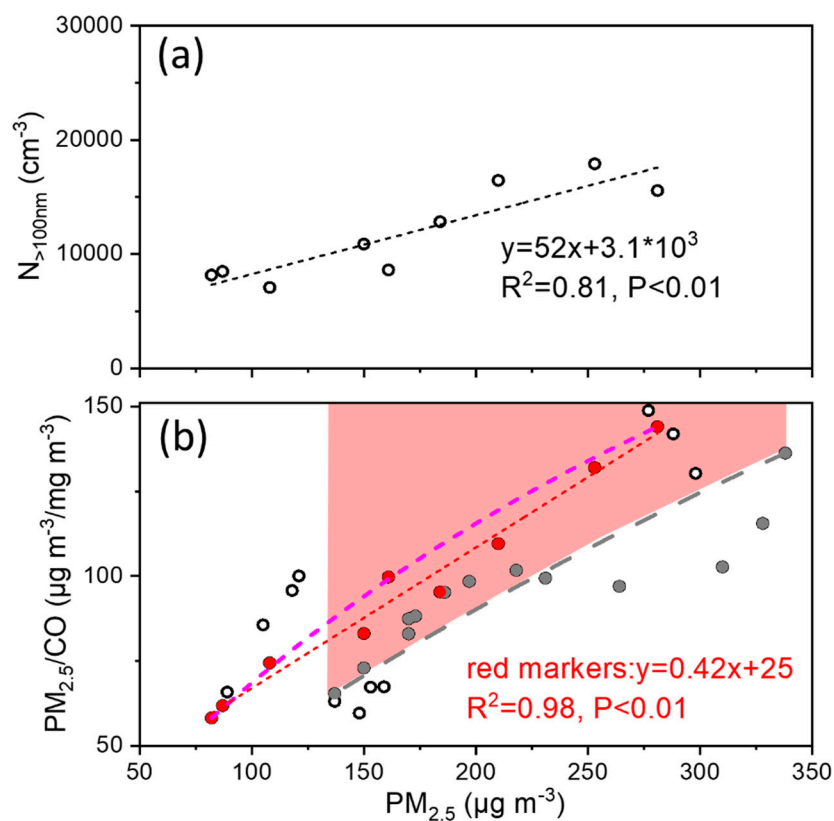 30000
(a)
20000
N>100nm (cm-3)
10000
y=52x+3.1*10³
R²=0.81, P<0.01
0
150
(b)
100
PM2.5/CO (μg m-3/mg m-3)
red markers:y=0.42x+25
R²=0.98, P<0.01
50
50 100 150 200 250 300 350
PM2.5 (μg m-3)